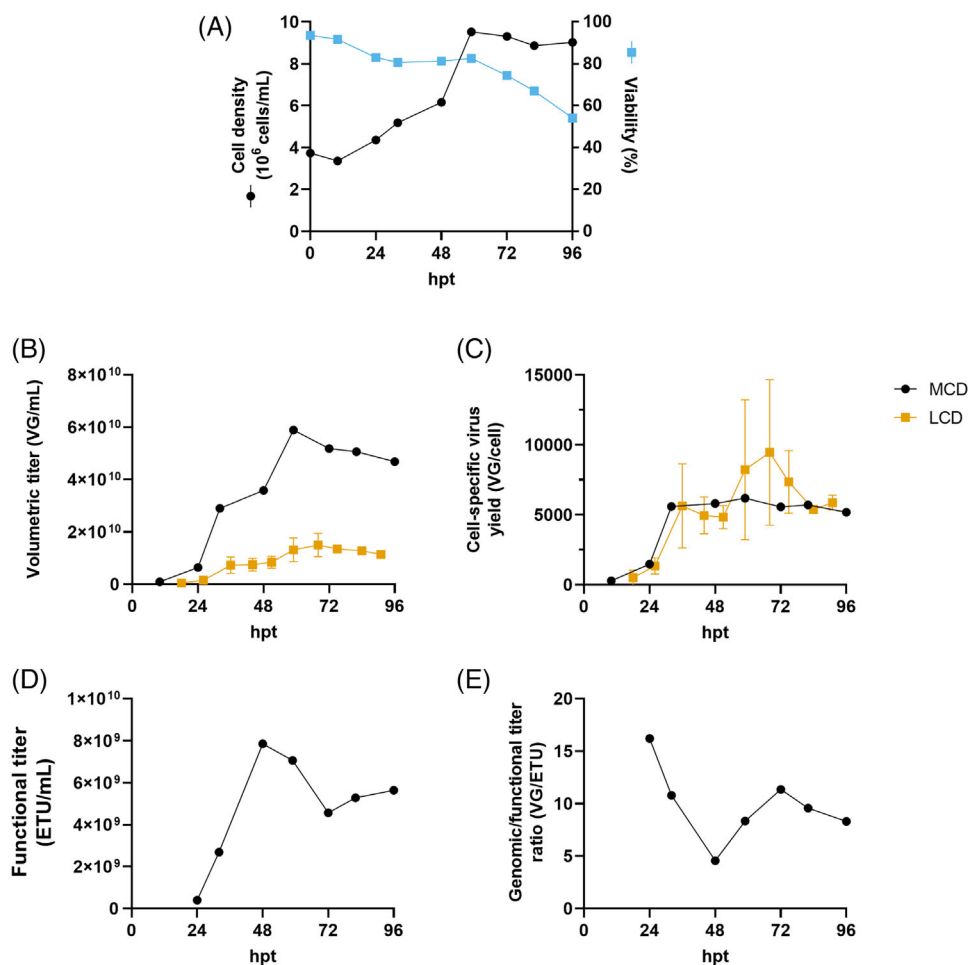 (A)
10
8
6
4
2
0
Cell density
(10⁶ cells/mL)
100
80
60
40
20
0
Viability
(%)
0 24 48 72 96
hpt
(B)
8×10¹⁰
6×10¹⁰
4×10¹⁰
2×10¹⁰
0
Volumetric titer (VG/mL)
0 24 48 72 96
hpt
(C)
15000
10000
5000
0
Cell-specific virus
yield (VG/cell)
0 24 48 72 96
hpt
MCD
LCD
(D)
1×10¹⁰
8×10⁹
6×10⁹
4×10⁹
2×10⁹
0
Functional titer
(ETU/mL)
0 24 48 72 96
hpt
(E)
20
15
10
5
0
Genomic/functional titer
ratio (VG/ETU)
0 24 48 72 96
hpt